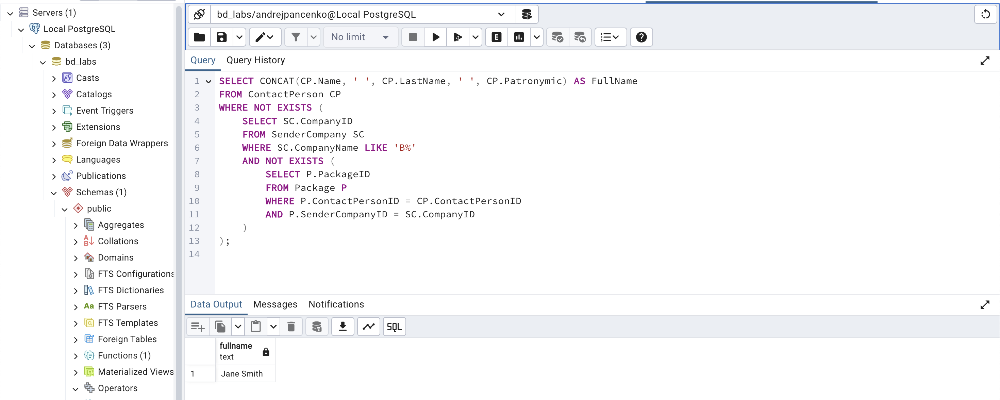 Servers (1)
Local PostgreSQL
Databases (3)
bd_labs
Casts
Catalogs
Event Triggers
Extensions
Foreign Data Wrappers
Languages
Publications
Schemas (1)
public
Aggregates
Collations
Domains
FTS Configurations
FTS Dictionaries
Aa FTS Parsers
FTS Templates
Foreign Tables
Functions (1)
Materialized Views
Operators
bd_labs/andrejpancenko@Local PostgreSQL
No limit
E
Query Query History
1 SELECT CONCAT(CP.Name, ' ', CP.LastName, ' ', CP.Patronymic) AS FullName
2 FROM ContactPerson CP
3 WHERE NOT EXISTS (
4 SELECT SC.CompanyID
5 FROM SenderCompany SC
6 WHERE SC.CompanyName LIKE 'B%'
7 AND NOT EXISTS (
8 SELECT P.PackageID
9 FROM Package P
10 WHERE P.ContactPersonID = CP.ContactPersonID
11 AND P.SenderCompanyID = SC.CompanyID
12 )
13 );
14
Data Output Messages Notifications
SQL
fullname
text
1 Jane Smith